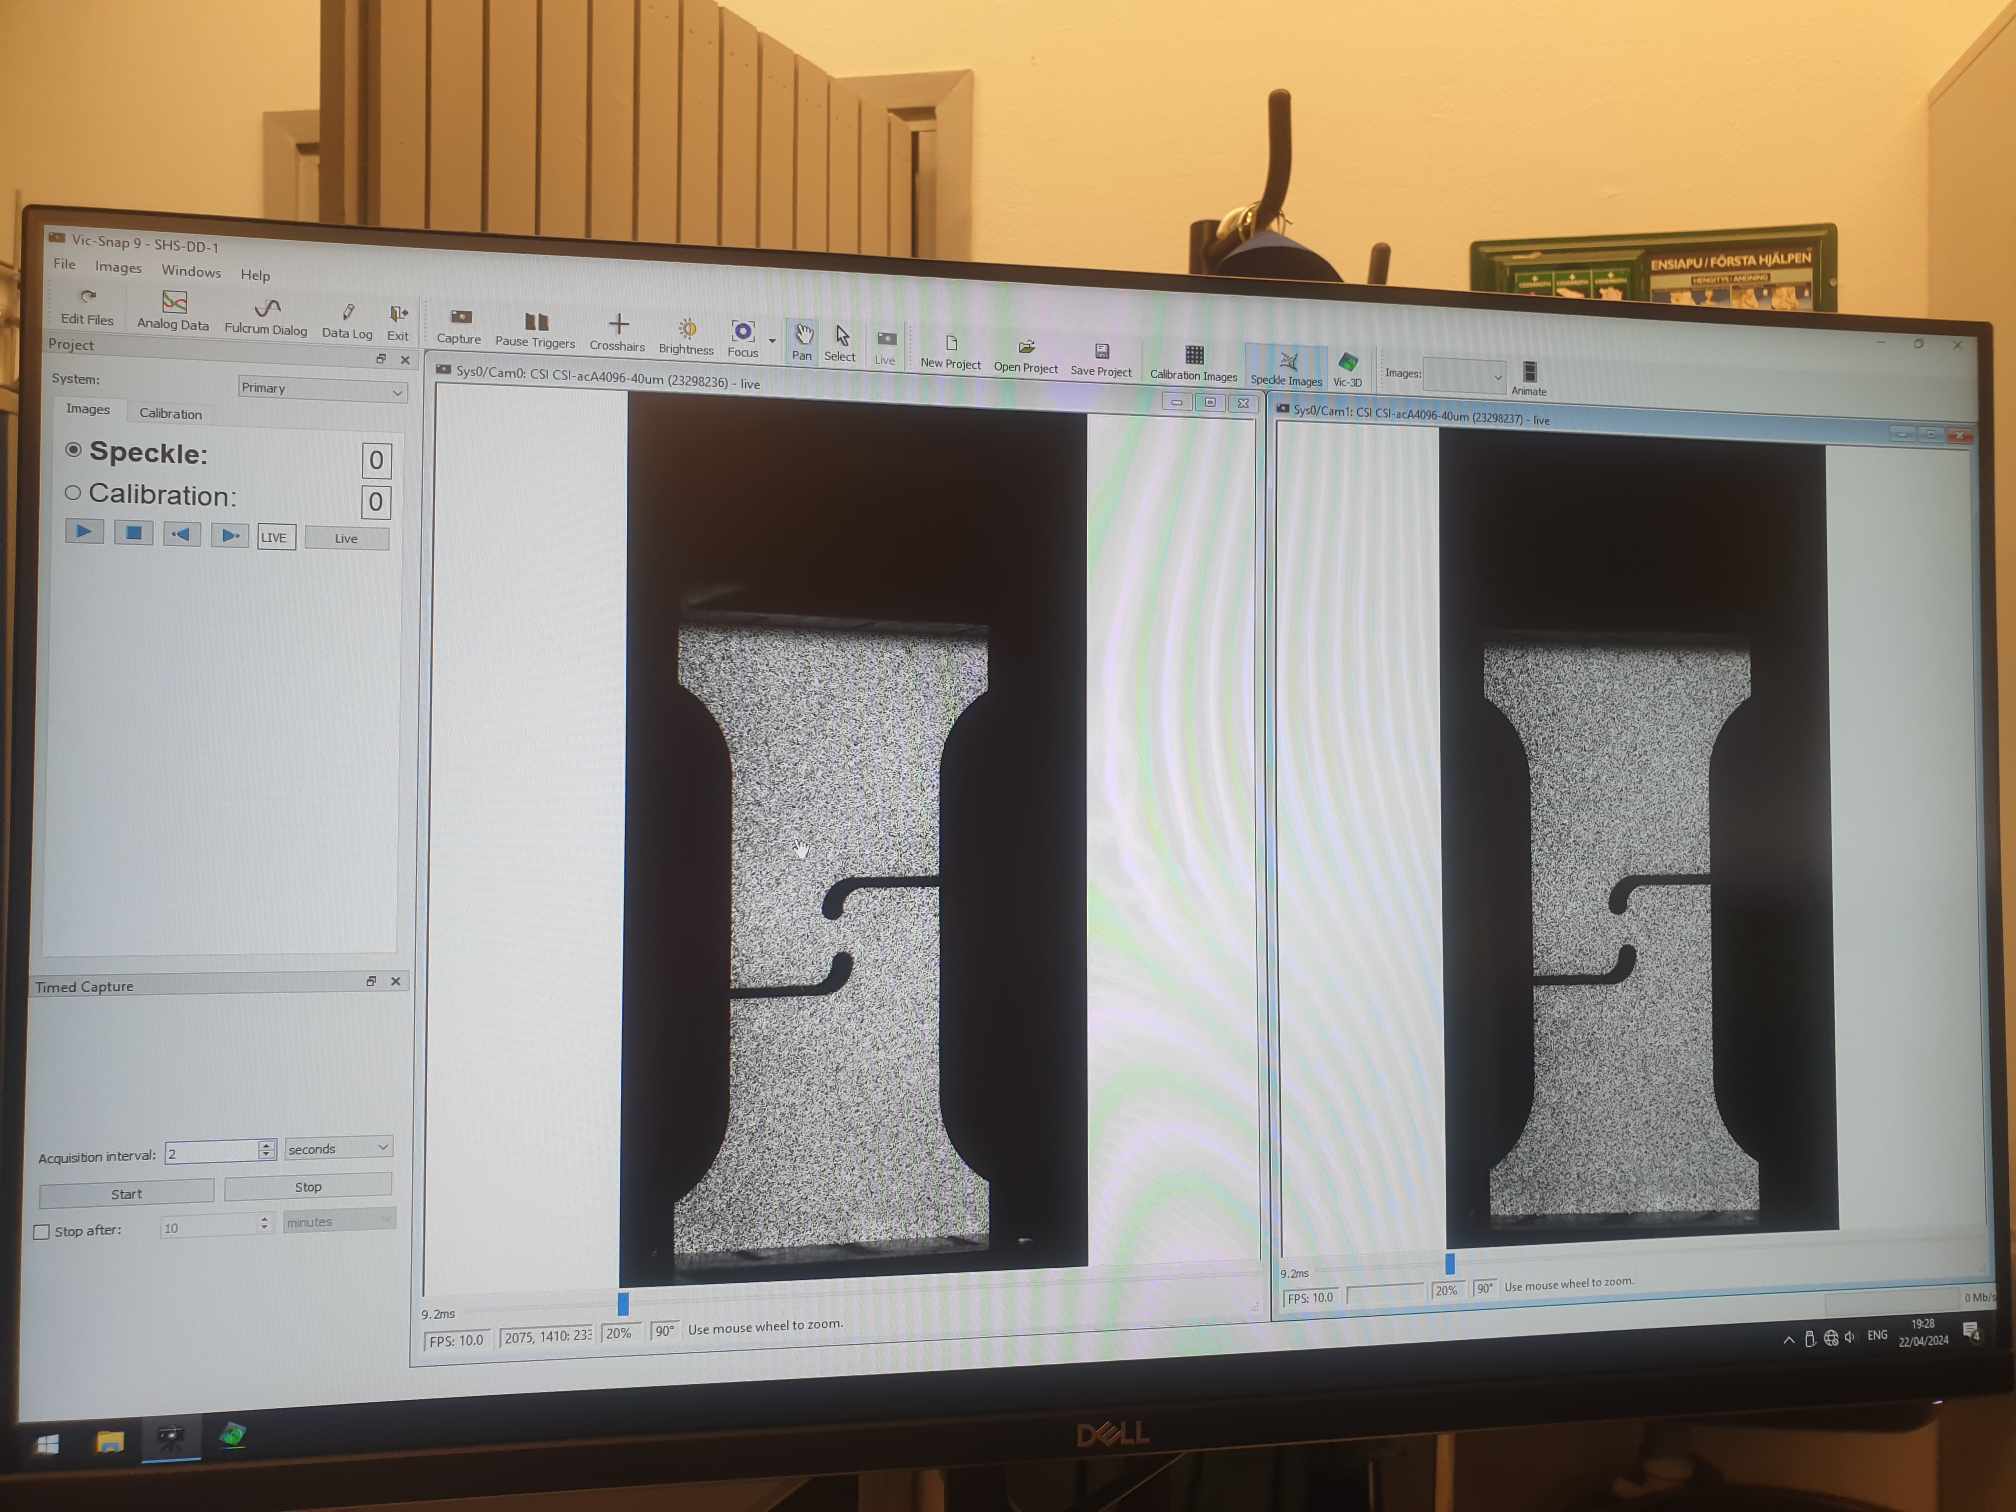 ENSIAPU / FÖRSTA HJÄLPEN
HENGITYS / ANDNING
Vic-Snap 9 - SHS-DD-1
File Images Windows Help
Edit Files Analog Data Fulcrum Dialog Data Log Exit Capture Pause Triggers Crosshairs Brightness Focus Pan Select Live New Project Open Project Save Project Calibration Images Speckle Images Vic-3D Images: Animate
Project
System: Primary
Images Calibration
Speckle: 0
Calibration: 0
LIVE Live
Timed Capture
Acquisition interval: 2 seconds
Start Stop
Stop after: 10 minutes
Sys0/Cam0: CSI CSI-acA4096-40um (23298236) - live
9.2ms
FPS: 10.0 2075, 1410: 20% 90° Use mouse wheel to zoom.
Sys0/Cam1: CSI CSI-acA4096-40um (23298237) - live
9.2ms
FPS: 10.0 20% 90° Use mouse wheel to zoom.
0 Mb/s
ENG 19:28
22/04/2024 4
DELL